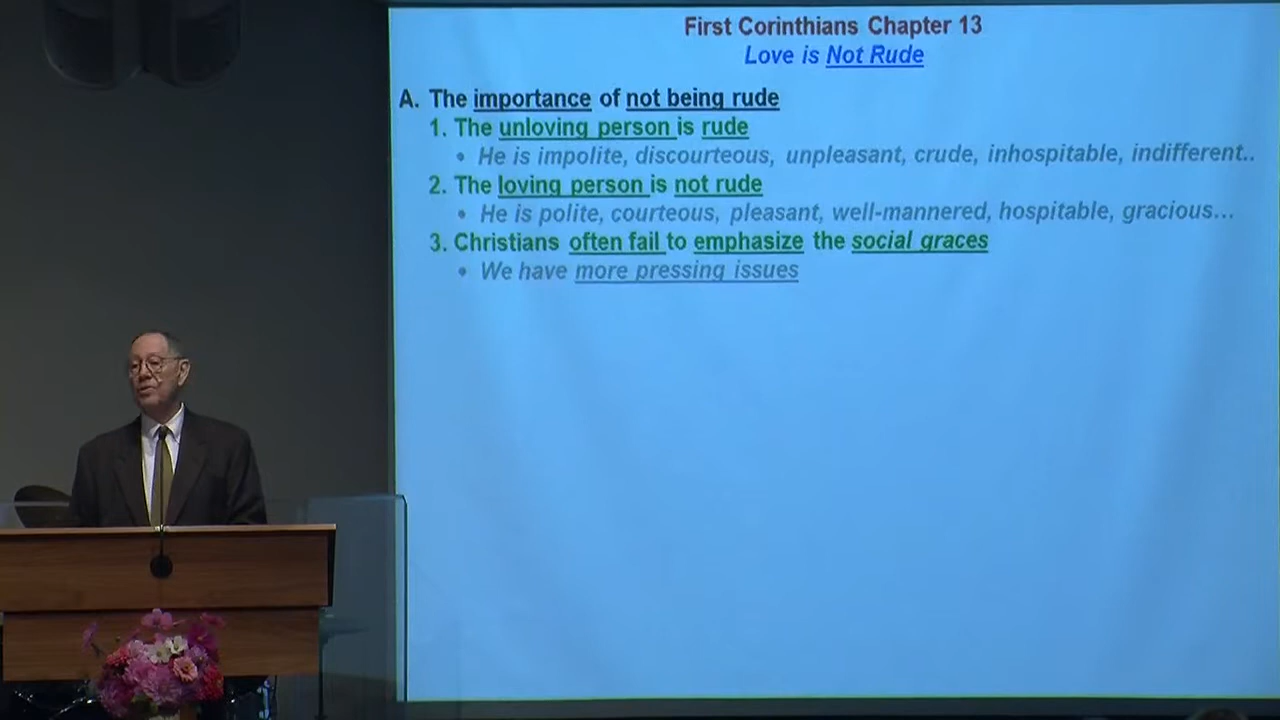 First Corinthians Chapter 13
Love is Not Rude
A. The importance of not being rude
1. The unloving person is rude
• He is impolite, discourteous, unpleasant, crude, inhospitable, indifferent..
2. The loving person is not rude
• He is polite, courteous, pleasant, well-mannered, hospitable, gracious...
3. Christians often fail to emphasize the social graces
• We have more pressing issues